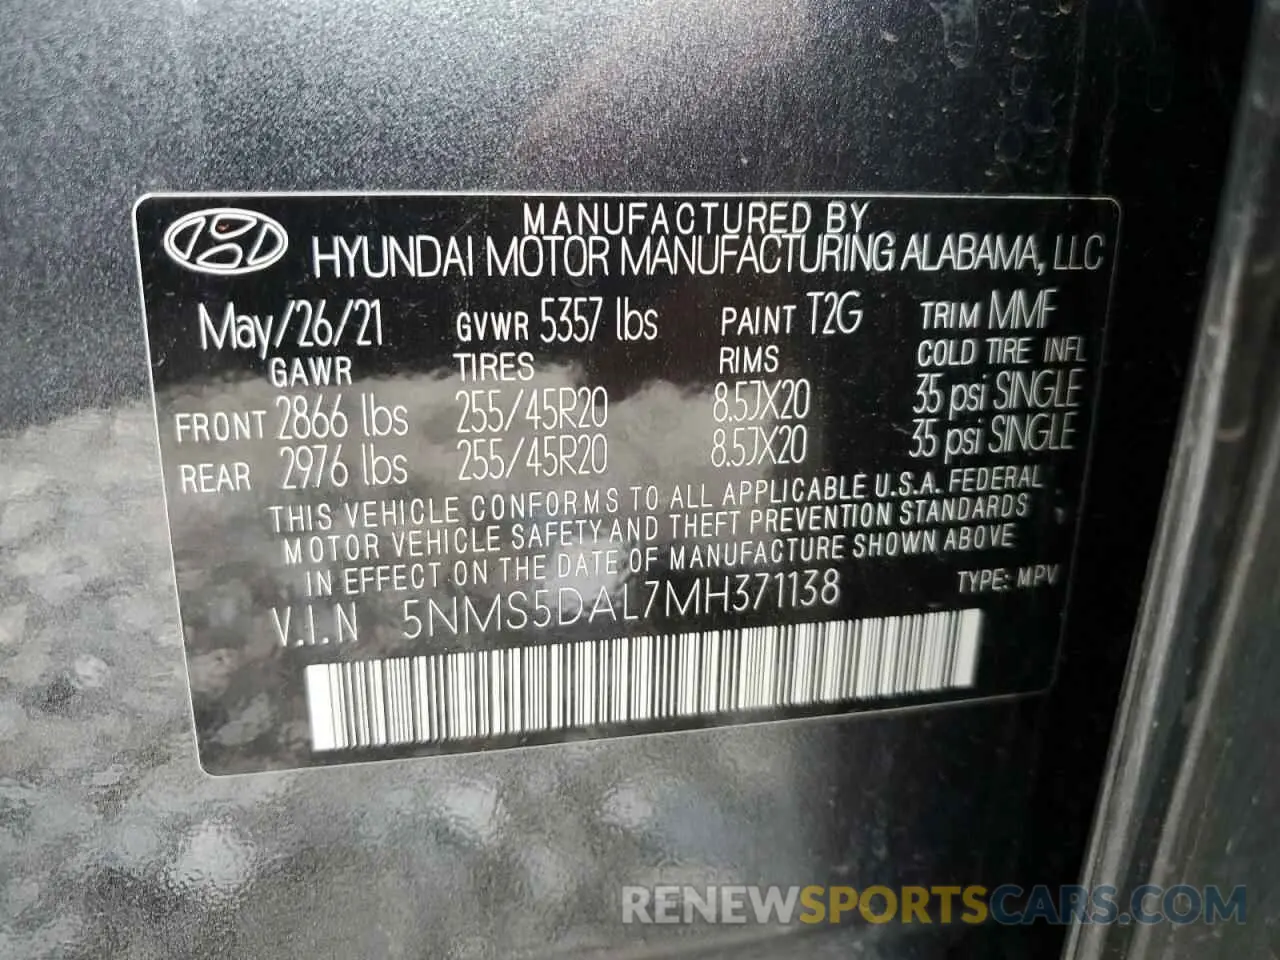 MANUFACTURED BY
HYUNDAI MOTOR MANUFACTURING ALABAMA, LLC
May/26/21 GVWR 5357 lbs PAINT T2G TRIM MMF
GAWR TIRES RIMS COLD TIRE INFL
FRONT 2866 lbs 255/45R20 8.5JX20 35 psi SINGLE
REAR 2976 lbs 255/45R20 8.5JX20 35 psi SINGLE
THIS VEHICLE CONFORMS TO ALL APPLICABLE U.S.A. FEDERAL
MOTOR VEHICLE SAFETY AND THEFT PREVENTION STANDARDS
IN EFFECT ON THE DATE OF MANUFACTURE SHOWN ABOVE
V.I.N 5NMS5DAL7MH371138 TYPE: MPV
RENEWSPORTSCARS.COM